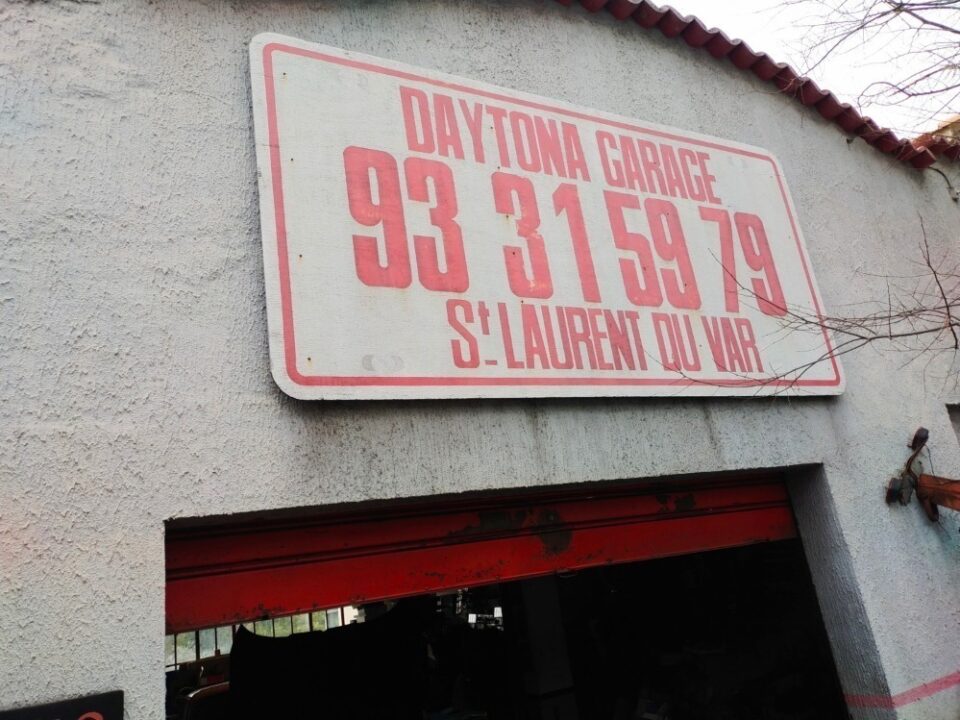 DAYTONA GARAGE
93 31 59 79
St LAURENT DU VAR